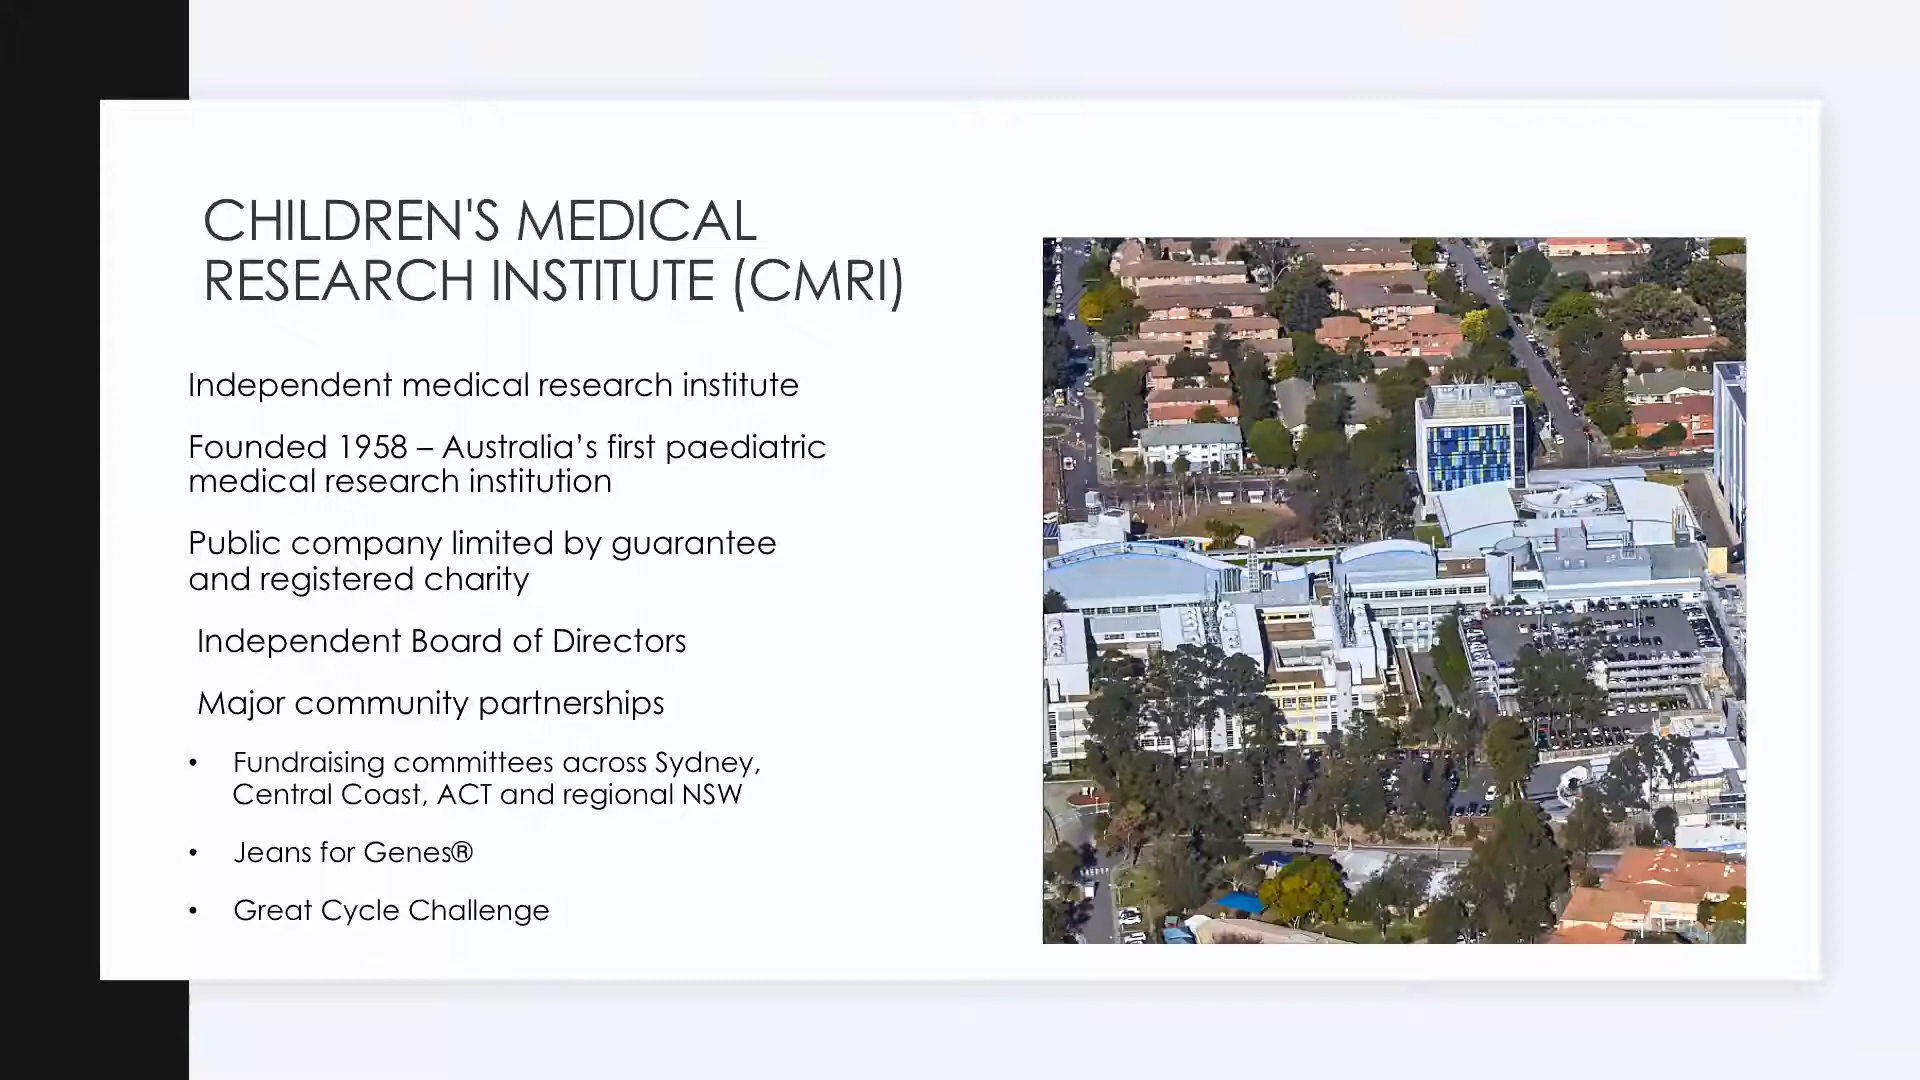 CHILDREN'S MEDICAL
RESEARCH INSTITUTE (CMRI)
Independent medical research institute
Founded 1958 – Australia’s first paediatric
medical research institution
Public company limited by guarantee
and registered charity
Independent Board of Directors
Major community partnerships
• Fundraising committees across Sydney,
Central Coast, ACT and regional NSW
• Jeans for Genes®
• Great Cycle Challenge